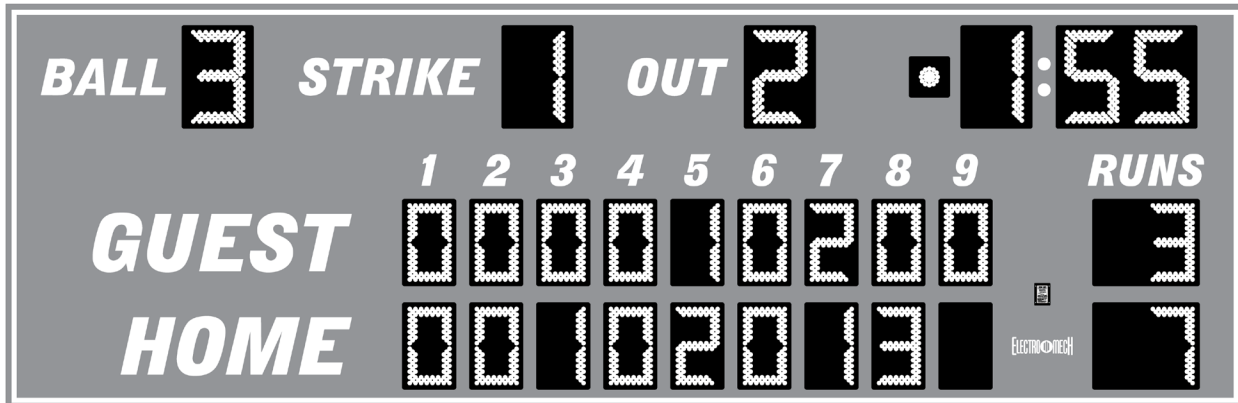 BALL 3 STRIKE 1 OUT 2 1:55
1 2 3 4 5 6 7 8 9 RUNS
GUEST 0 0 0 0 1 0 2 0 0 3
HOME 0 0 1 0 2 0 1 3 7
ELECTRO-MECH